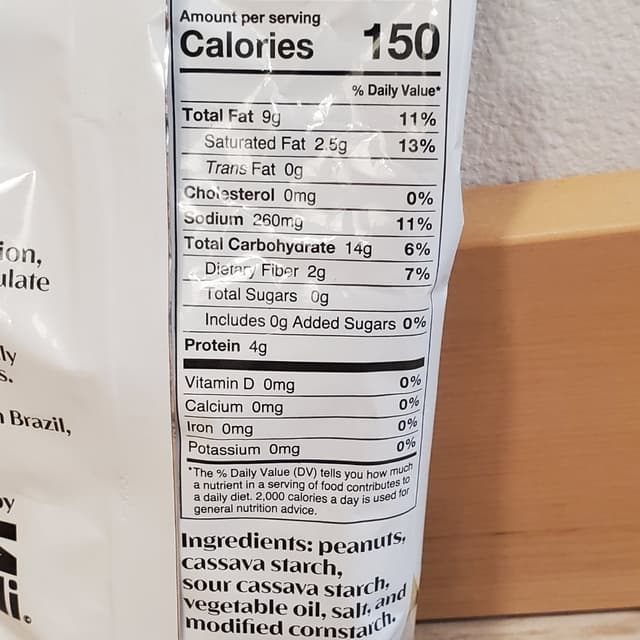 Amount per serving
Calories 150
% Daily Value*
Total Fat 9g 11%
Saturated Fat 2.5g 13%
Trans Fat 0g
Cholesterol 0mg 0%
Sodium 260mg 11%
Total Carbohydrate 14g 6%
Dietary Fiber 2g 7%
Total Sugars 0g
Includes 0g Added Sugars 0%
Protein 4g
Vitamin D 0mg 0%
Calcium 0mg 0%
Iron 0mg 0%
Potassium 0mg 0%
*The % Daily Value (DV) tells you how much
a nutrient in a serving of food contributes to
a daily diet. 2,000 calories a day is used for
general nutrition advice.
Ingredients: peanuts,
cassava starch,
sour cassava starch,
vegetable oil, salt, and
modified cornstarch.
Brazil,